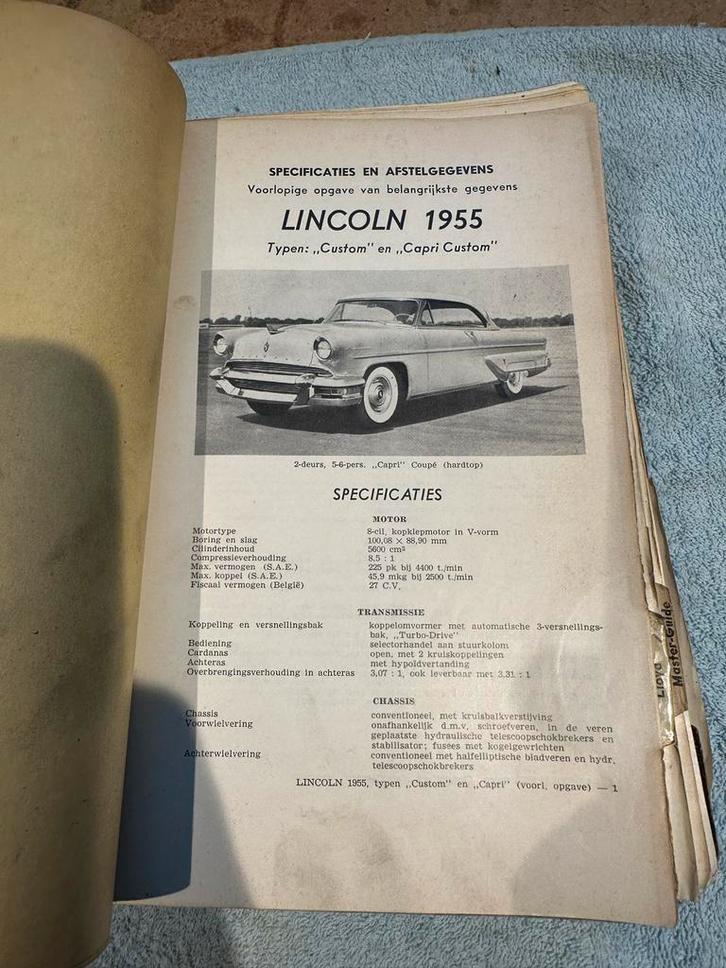 SPECIFICATIES EN AFSTELGEGEVENS
Voorlopige opgave van belangrijkste gegevens
LINCOLN 1955
Typen: „Custom” en „Capri Custom”
2-deurs, 5-6-pers. „Capri” Coupé (hardtop)
SPECIFICATIES
MOTOR
Motortype 8-cil, kopklepmotor in V-vorm
Boring en slag 100,08 × 88,90 mm
Cilinderinhoud 5600 cm³
Compressieverhouding 8.5 : 1
Max. vermogen (S.A.E.) 225 pk bij 4400 t./min
Max. koppel (S.A.E.) 45,9 mkg bij 2500 t./min
Fiscaal vermogen (België) 27 C.V.
TRANSMISSIE
Koppeling en versnellingsbak koppelomvormer met automatische 3-versnellings-
bak, „Turbo-Drive”
Bediening selectorhandel aan stuurkolom
Cardanas open, met 2 kruiskoppelingen
Achteras met hypoïdvertanding
Overbrengingsverhouding in achteras 3,07 : 1, ook leverbaar met 3.31 : 1
CHASSIS
Chassis conventioneel, met kruisbalkverstijving
Voorwielvering onafhankelijk d.m.v. schroefveren, in de veren
geplaatste hydraulische telescoopschokbrekers en
stabilisator; fusees met kogelgewrichten
Achterwielvering conventioneel met halfelliptische bladveren en hydr.
telescoopschokbrekers
LINCOLN 1955, typen „Custom” en „Capri” (voorl. opgave) — 1
Lloyd
Master-Guide